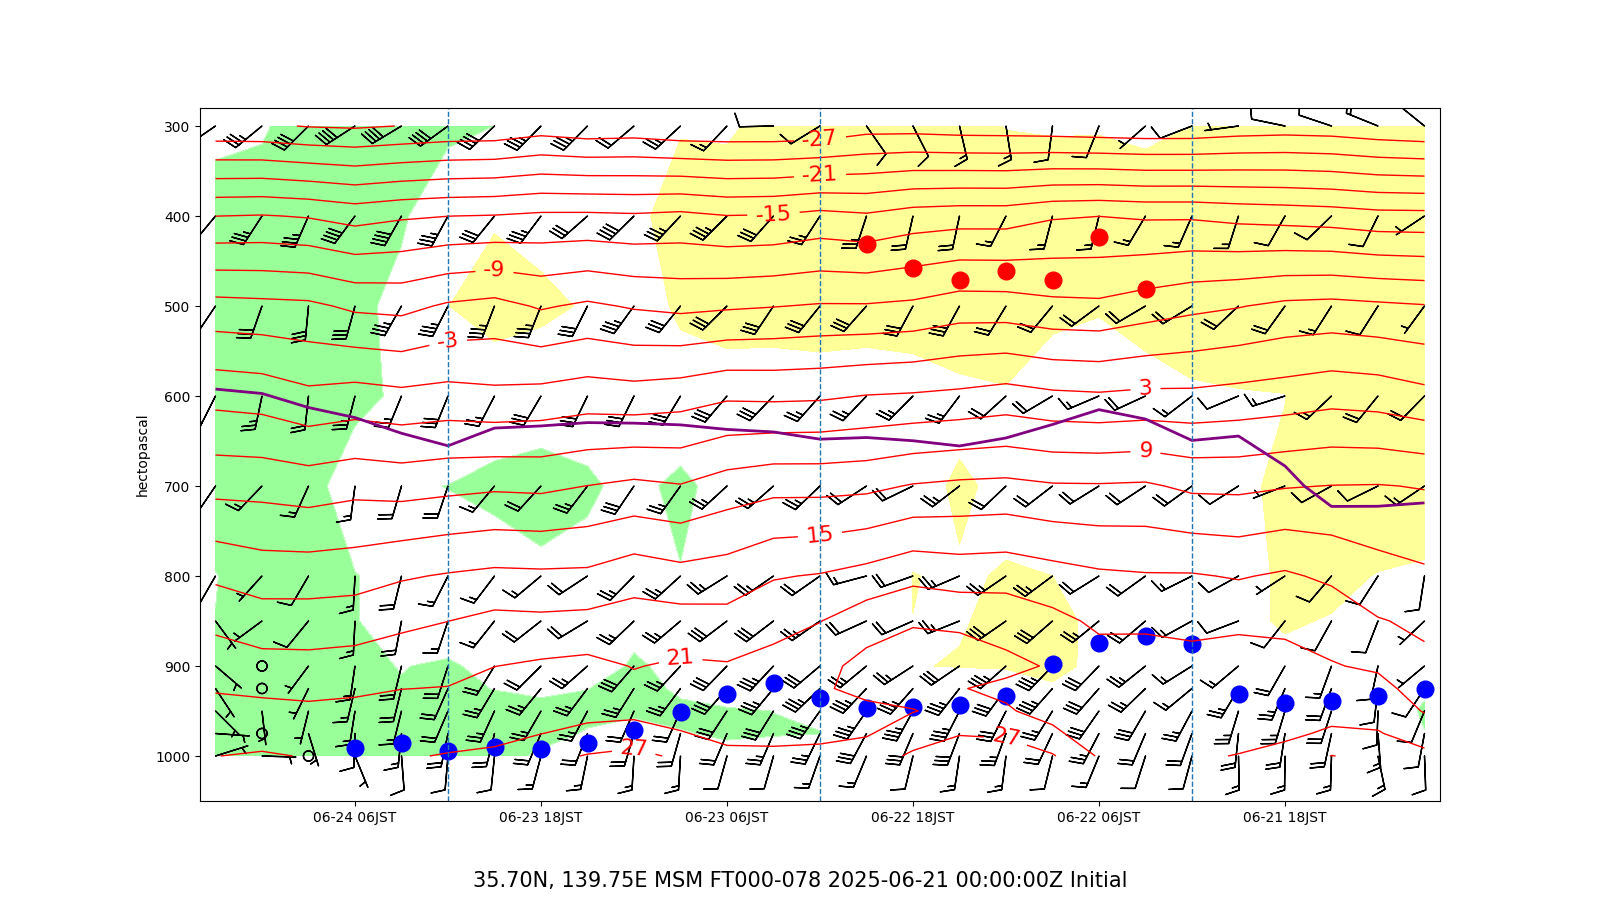 300
400
500
600
700
800
900
1000
hectopascal
-27
-21
-15
-9
-3
3
9
15
21
27
27
06-24 06JST
06-23 18JST
06-23 06JST
06-22 18JST
06-22 06JST
06-21 18JST
35.70N, 139.75E MSM FT000-078 2025-06-21 00:00:00Z Initial